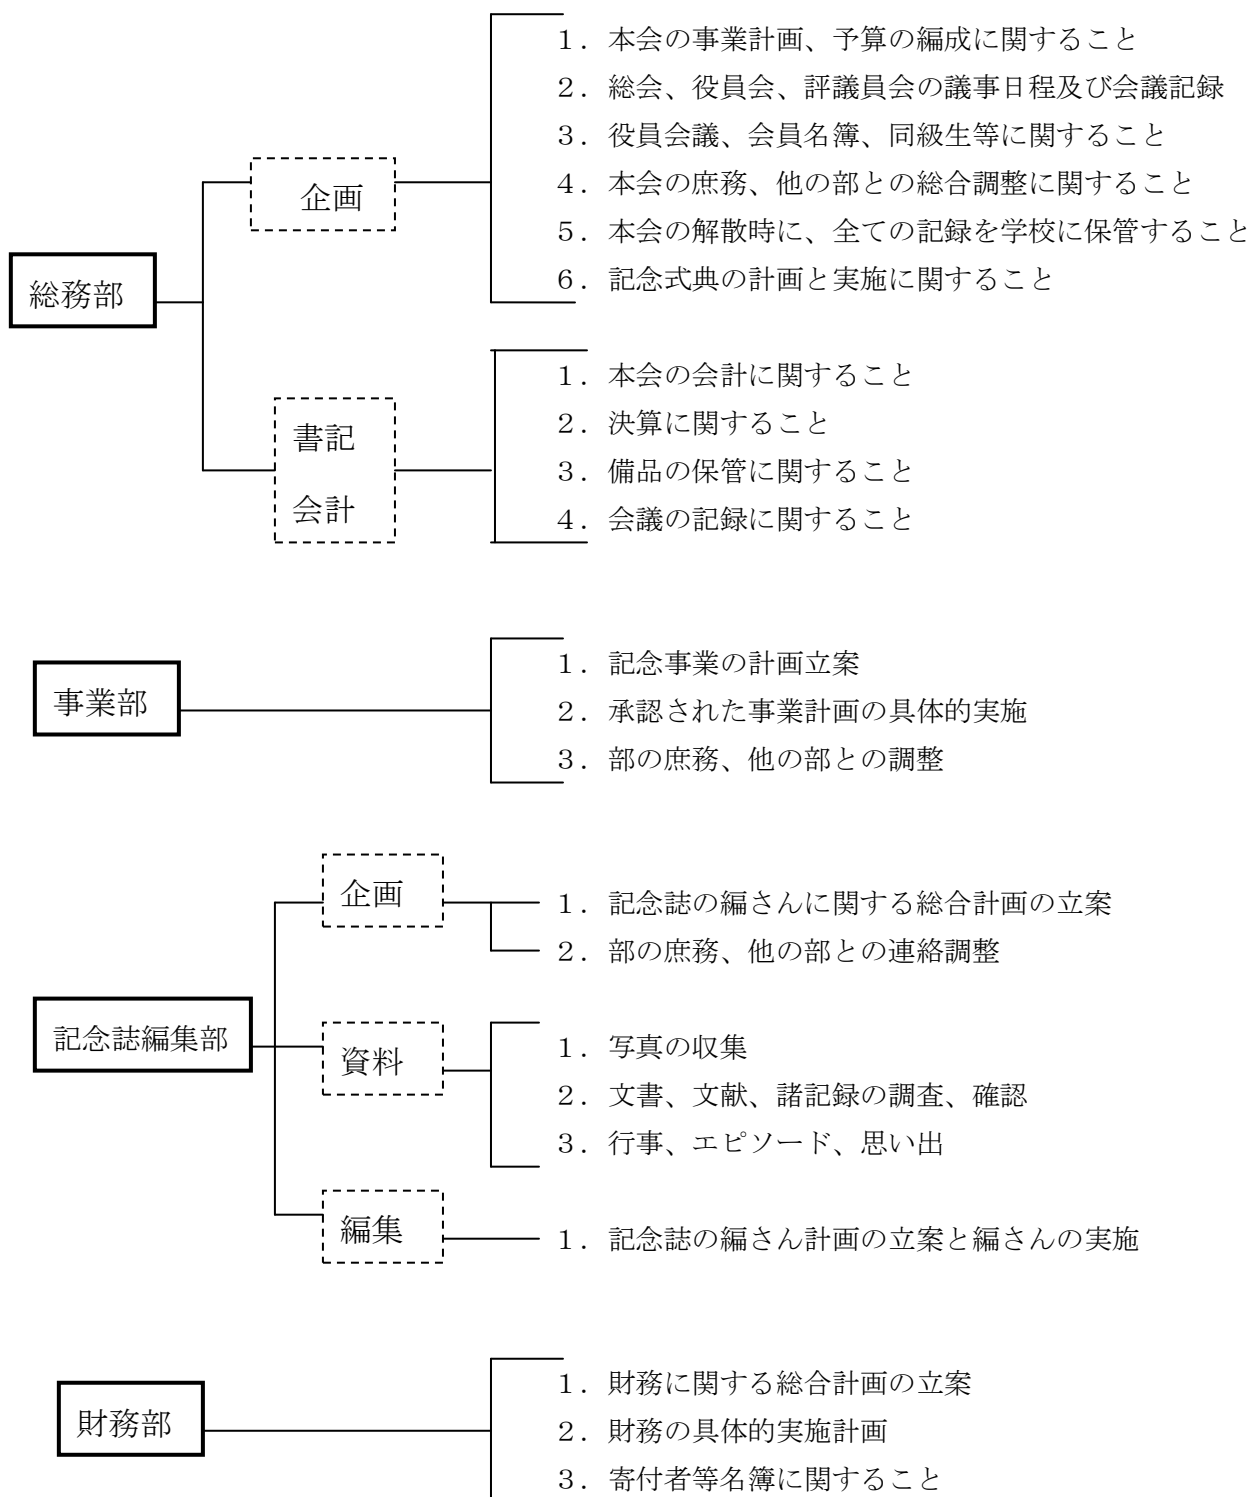 総務部
企画
１．本会の事業計画、予算の編成に関すること
２．総会、役員会、評議員会の議事日程及び会議記録
３．役員会議、会員名簿、同級生等に関すること
４．本会の庶務、他の部との総合調整に関すること
５．本会の解散時に、全ての記録を学校に保管すること
６．記念式典の計画と実施に関すること
書記
会計
１．本会の会計に関すること
２．決算に関すること
３．備品の保管に関すること
４．会議の記録に関すること
事業部
１．記念事業の計画立案
２．承認された事業計画の具体的実施
３．部の庶務、他の部との調整
記念誌編集部
企画
１．記念誌の編さんに関する総合計画の立案
２．部の庶務、他の部との連絡調整
資料
１．写真の収集
２．文書、文献、諸記録の調査、確認
３．行事、エピソード、思い出
編集
１．記念誌の編さん計画の立案と編さんの実施
財務部
１．財務に関する総合計画の立案
２．財務の具体的実施計画
３．寄付者等名簿に関すること